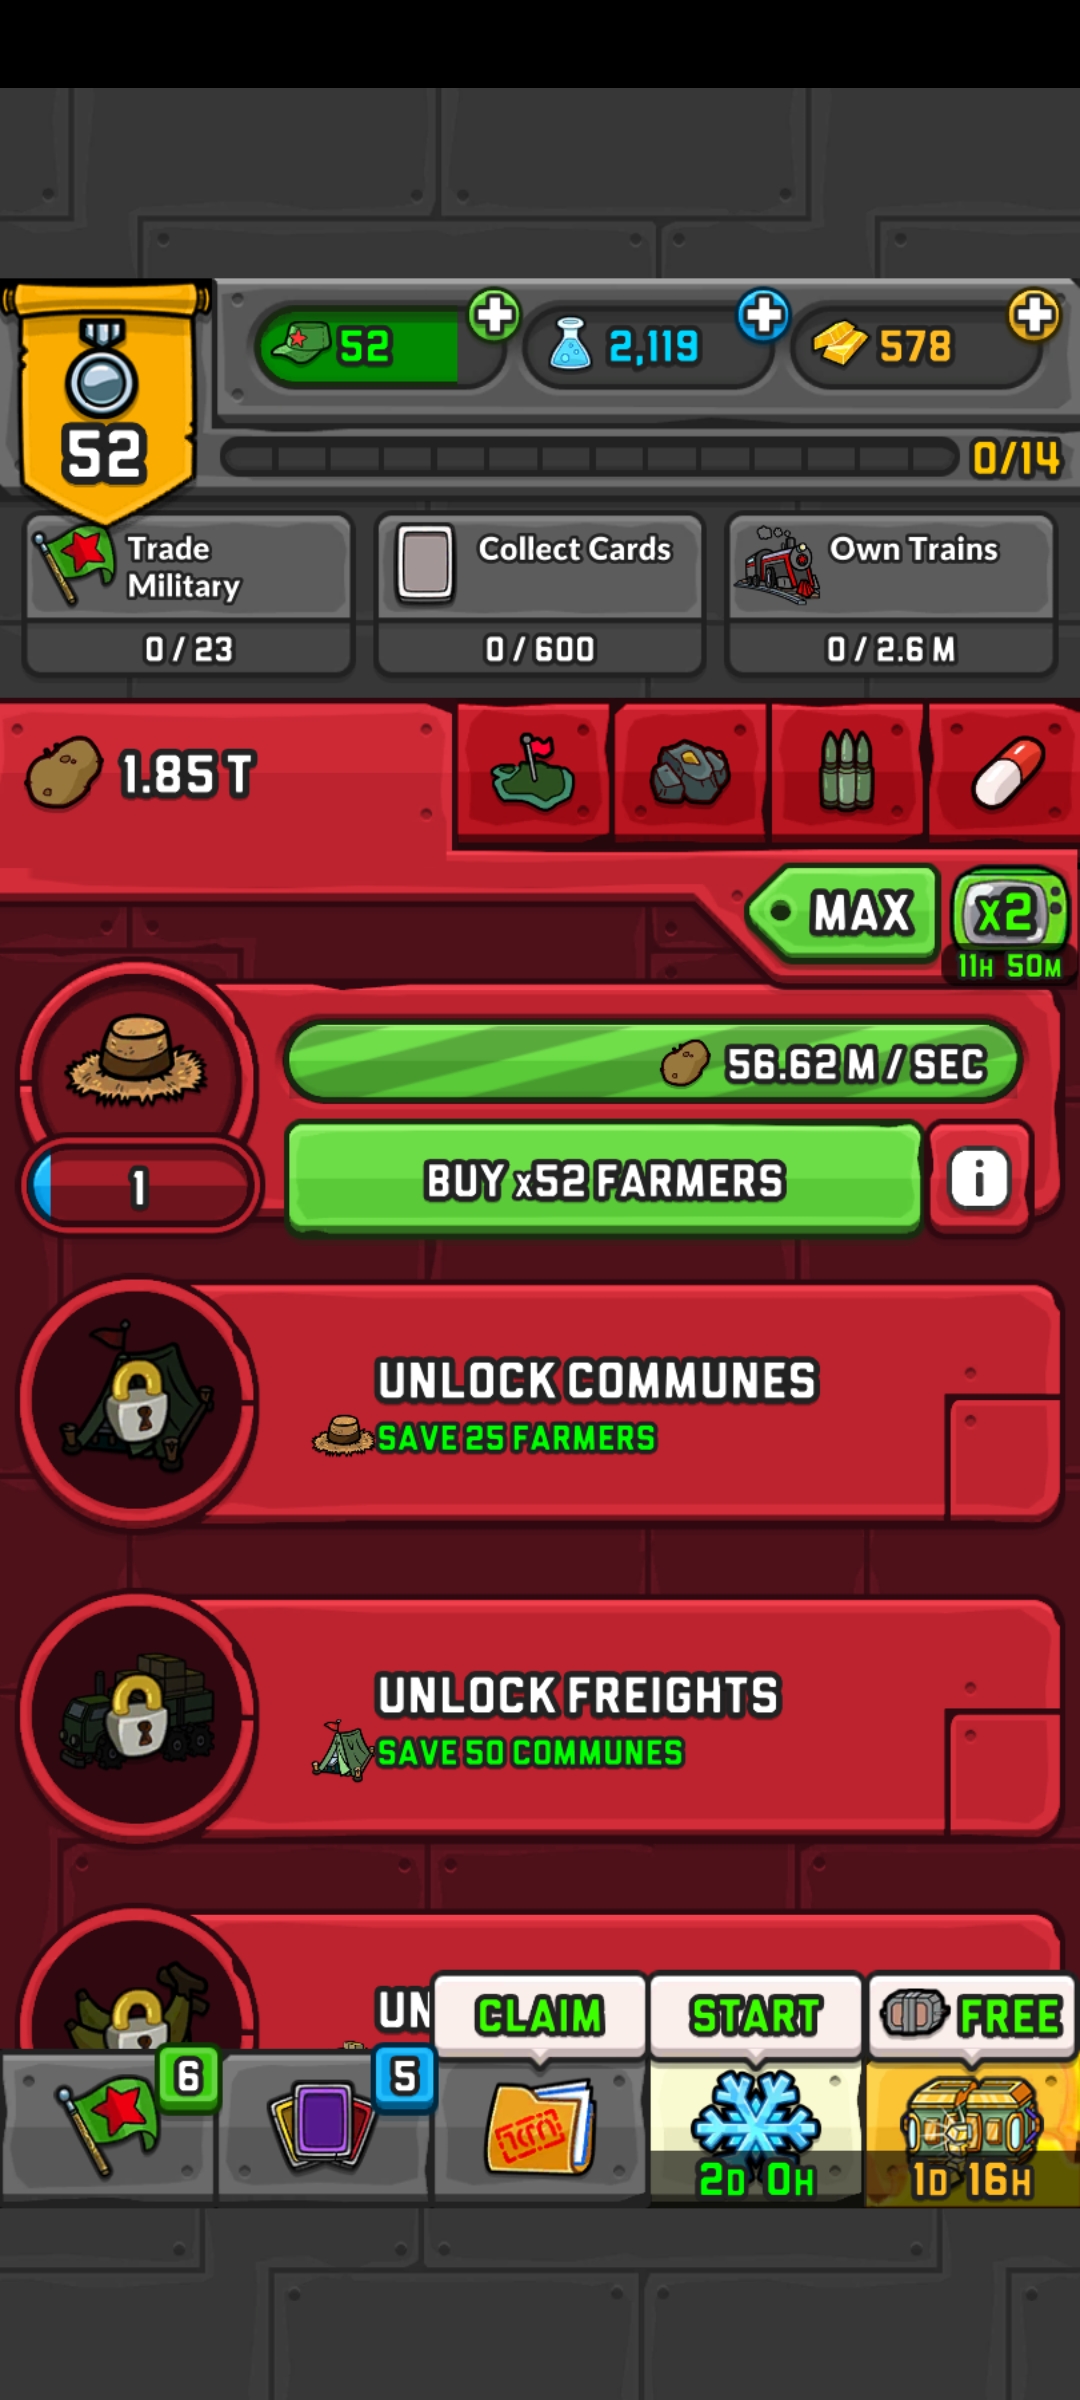 52
2,119
578
52
0/14
Trade
Military
Collect Cards
Own Trains
0 / 23
0 / 600
0 / 2.6 M
1.85 T
MAX
x2
11H 50M
56.62 M / SEC
1
BUY x52 FARMERS
i
UNLOCK COMMUNES
SAVE 25 FARMERS
UNLOCK FREIGHTS
SAVE 50 COMMUNES
UN
CLAIM
START
FREE
6
5
2D 0H
1D 16H